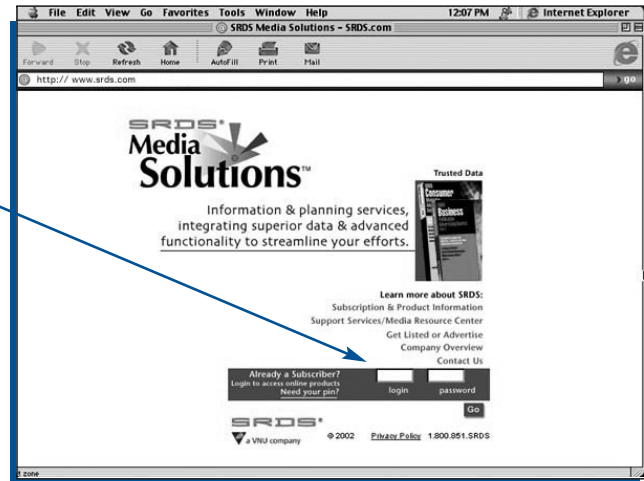 File Edit View Go Favorites Tools Window Help 12:07 PM Internet Explorer
SRDS Media Solutions – SRDS.com
Forward Stop Refresh Home AutoFill Print Mail
http:// www.srds.com go
SRDS
Media
Solutions™
Trusted Data
Consumer
Business
Information & planning services,
integrating superior data & advanced
functionality to streamline your efforts.
Learn more about SRDS:
Subscription & Product Information
Support Services/Media Resource Center
Get Listed or Advertise
Company Overview
Contact Us
Already a Subscriber?
Login to access online products
Need your pin?
login password
Go
SRDS
a VNU company © 2002 Privacy Policy 1.800.851.SRDS
zone